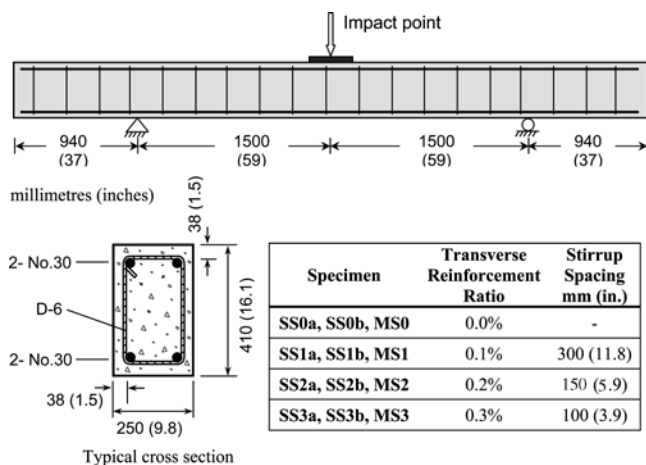 Impact point
940
(37)
1500
(59)
1500
(59)
940
(37)
millimetres (inches)
38 (1.5)
2- No.30
D-6
2- No.30
410 (16.1)
38 (1.5)
250 (9.8)
Typical cross section
Specimen Transverse Reinforcement Ratio Stirrup Spacing mm (in.)
SS0a, SS0b, MS0 0.0% -
SS1a, SS1b, MS1 0.1% 300 (11.8)
SS2a, SS2b, MS2 0.2% 150 (5.9)
SS3a, SS3b, MS3 0.3% 100 (3.9)